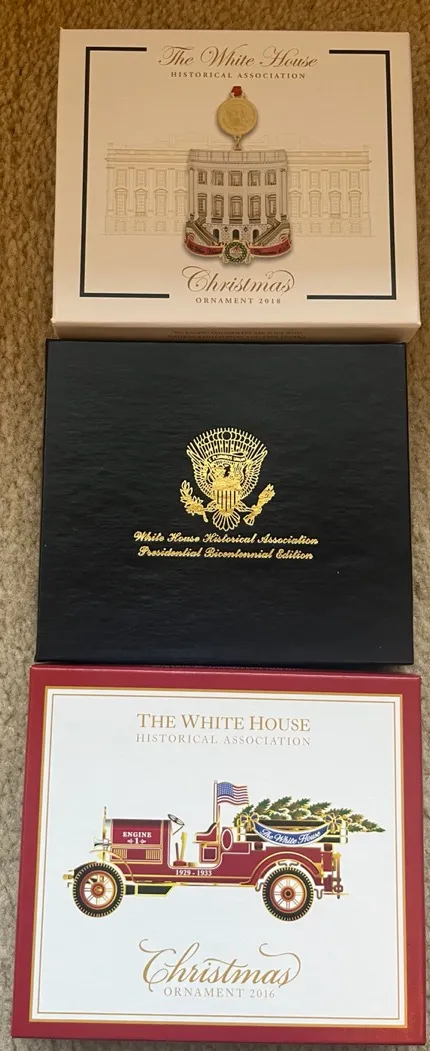 The White House
HISTORICAL ASSOCIATION
Christmas
ORNAMENT 2018
White House Historical Association
Presidential Bicentennial Edition
THE WHITE HOUSE
HISTORICAL ASSOCIATION
ENGINE
1
The White House
1929 - 1933
Christmas
ORNAMENT 2016